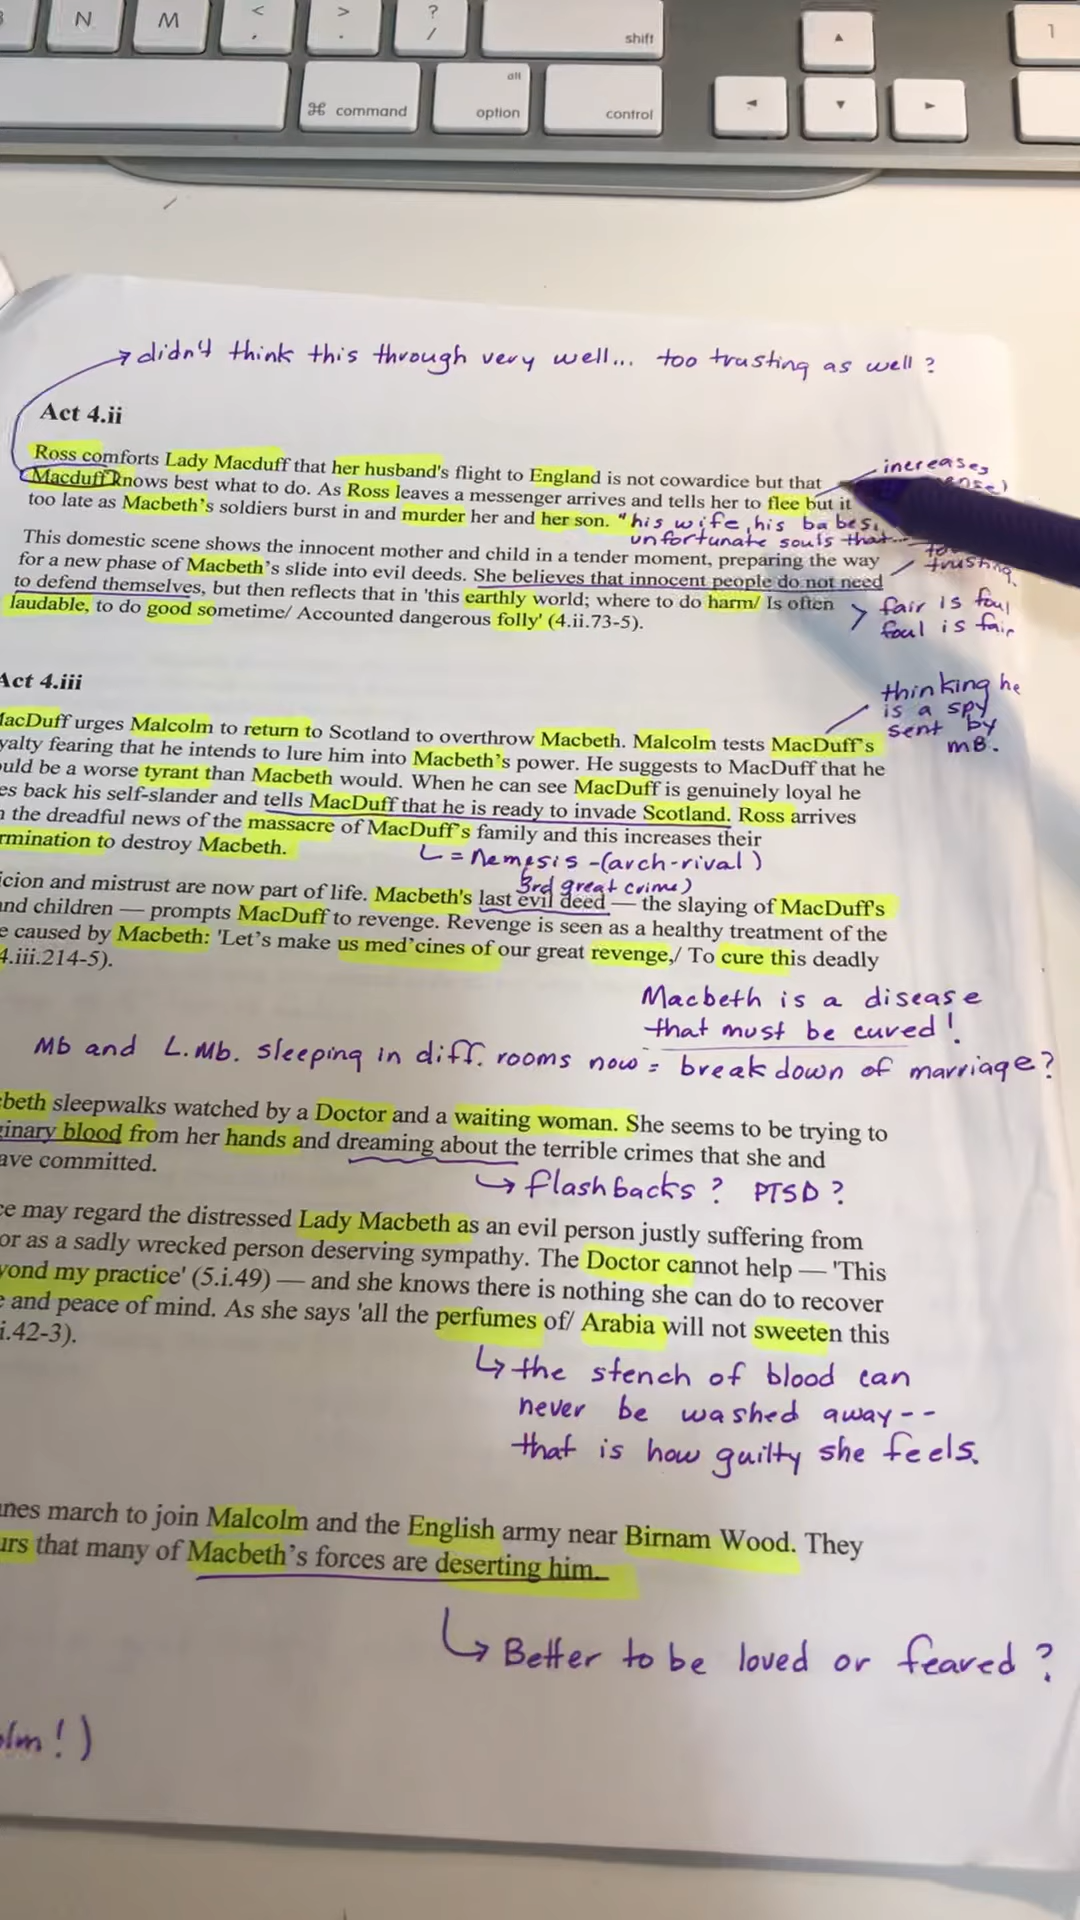 N M < , > . ? / shift
⌘ command alt option control 1
didn't think this through very well... too trusting as well?
Act 4.ii
Ross comforts Lady Macduff that her husband's flight to England is not cowardice but that
increases
Macduff knows best what to do. As Ross leaves a messenger arrives and tells her to flee but it
too late as Macbeth's soldiers burst in and murder her and her son. "his wife, his babes,
unfortunate souls that...
This domestic scene shows the innocent mother and child in a tender moment, preparing the way
for a new phase of Macbeth's slide into evil deeds. She believes that innocent people do not need
trusting.
to defend themselves, but then reflects that in 'this earthly world; where to do harm/ Is often
fair is foul
laudable, to do good sometime/ Accounted dangerous folly' (4.ii.73-5).
foul is fair
Act 4.iii
thinking he
is a spy
sent by
MB.
MacDuff urges Malcolm to return to Scotland to overthrow Macbeth. Malcolm tests MacDuff's
yalty fearing that he intends to lure him into Macbeth's power. He suggests to MacDuff that he
uld be a worse tyrant than Macbeth would. When he can see MacDuff is genuinely loyal he
es back his self-slander and tells MacDuff that he is ready to invade Scotland. Ross arrives
the dreadful news of the massacre of MacDuff's family and this increases their
rmination to destroy Macbeth.
= nemesis - (arch-rival)
3rd great crime)
icion and mistrust are now part of life. Macbeth's last evil deed — the slaying of MacDuff's
nd children — prompts MacDuff to revenge. Revenge is seen as a healthy treatment of the
e caused by Macbeth: 'Let's make us med'cines of our great revenge,/ To cure this deadly
4.iii.214-5).
Macbeth is a disease
that must be cured!
Mb and L.Mb. sleeping in diff. rooms now = breakdown of marriage?
beth sleepwalks watched by a Doctor and a waiting woman. She seems to be trying to
ginary blood from her hands and dreaming about the terrible crimes that she and
ave committed.
flashbacks? PTSD?
ce may regard the distressed Lady Macbeth as an evil person justly suffering from
or as a sadly wrecked person deserving sympathy. The Doctor cannot help — 'This
yond my practice' (5.i.49) — and she knows there is nothing she can do to recover
e and peace of mind. As she says 'all the perfumes of/ Arabia will not sweeten this
i.42-3).
the stench of blood can
never be washed away--
that is how guilty she feels.
nes march to join Malcolm and the English army near Birnam Wood. They
urs that many of Macbeth's forces are deserting him.
Better to be loved or feared?
olm!)